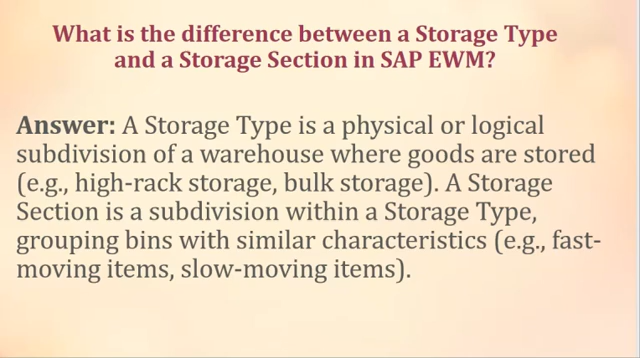 What is the difference between a Storage Type
and a Storage Section in SAP EWM?
Answer: A Storage Type is a physical or logical
subdivision of a warehouse where goods are stored
(e.g., high-rack storage, bulk storage). A Storage
Section is a subdivision within a Storage Type,
grouping bins with similar characteristics (e.g., fast-
moving items, slow-moving items).